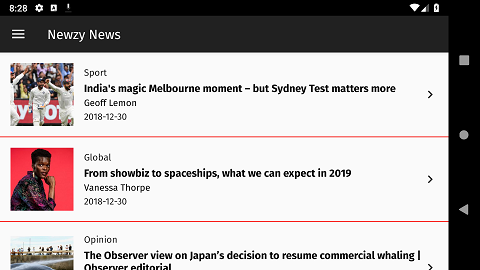 8:28
Newzy News
Sport
India's magic Melbourne moment – but Sydney Test matters more
Geoff Lemon
2018-12-30
Global
From showbiz to spaceships, what we can expect in 2019
Vanessa Thorpe
2018-12-30
Opinion
The Observer view on Japan's decision to resume commercial whaling |
Observer editorial